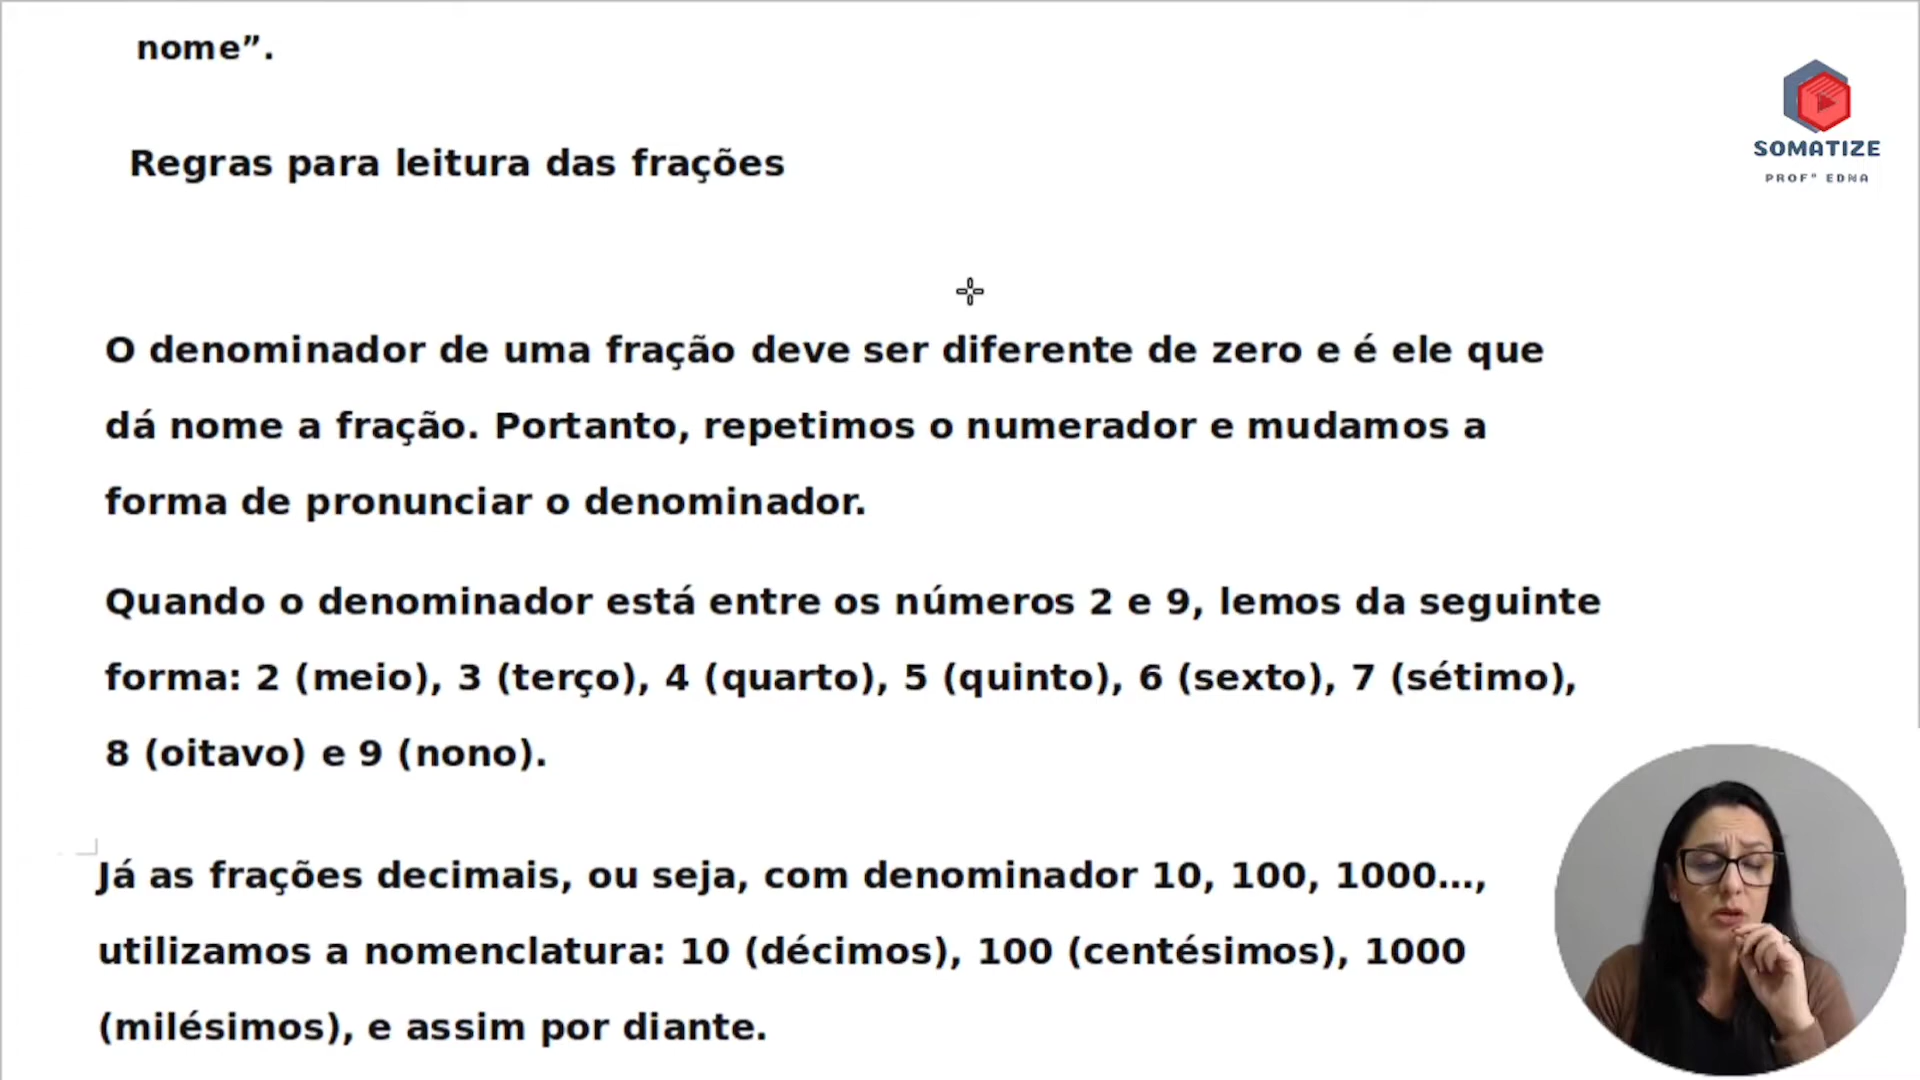 nome”.
SOMATIZE
PROFª EDNA
Regras para leitura das frações
O denominador de uma fração deve ser diferente de zero e é ele que
dá nome a fração. Portanto, repetimos o numerador e mudamos a
forma de pronunciar o denominador.
Quando o denominador está entre os números 2 e 9, lemos da seguinte
forma: 2 (meio), 3 (terço), 4 (quarto), 5 (quinto), 6 (sexto), 7 (sétimo),
8 (oitavo) e 9 (nono).
Já as frações decimais, ou seja, com denominador 10, 100, 1000…,
utilizamos a nomenclatura: 10 (décimos), 100 (centésimos), 1000
(milésimos), e assim por diante.